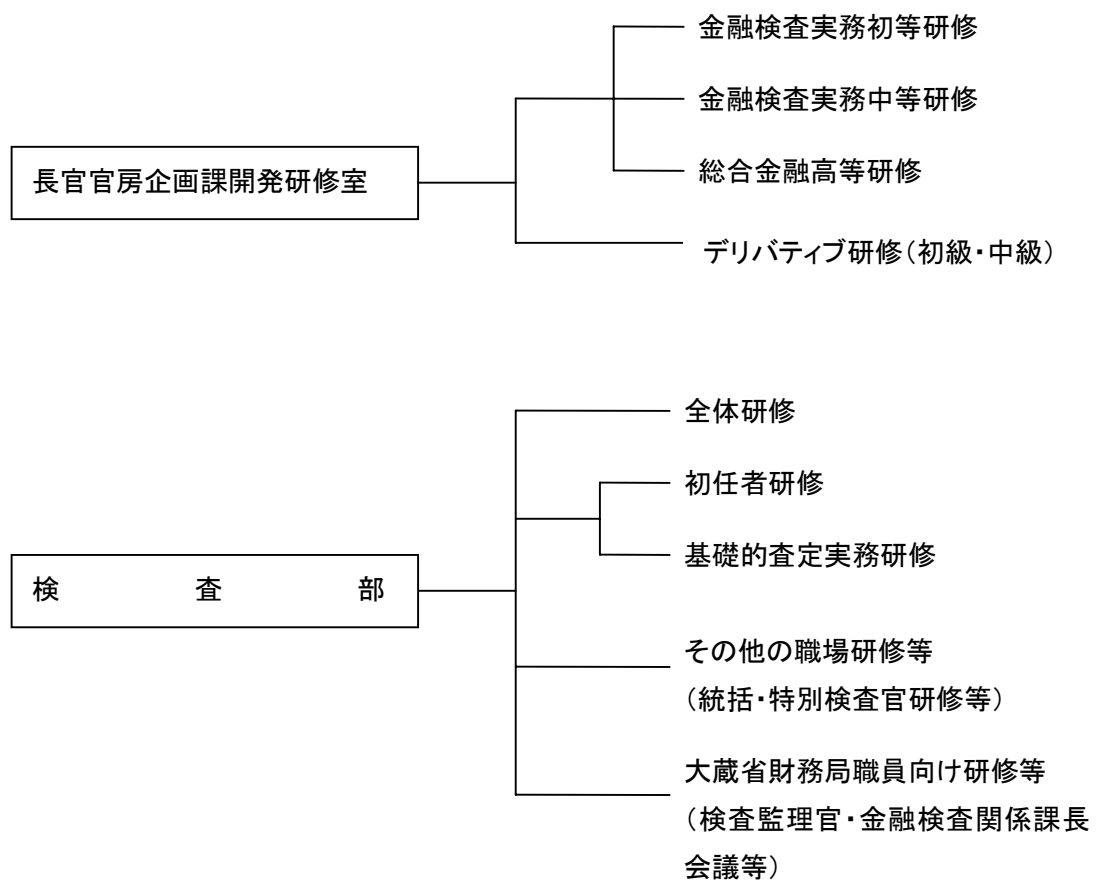 金融検査実務初等研修
金融検査実務中等研修
長官官房企画課開発研修室
総合金融高等研修
デリバティブ研修（初級・中級）
全体研修
初任者研修
基礎的査定実務研修
検　査　部
その他の職場研修等
（統括・特別検査官研修等）
大蔵省財務局職員向け研修等
（検査監理官・金融検査関係課長
会議等）